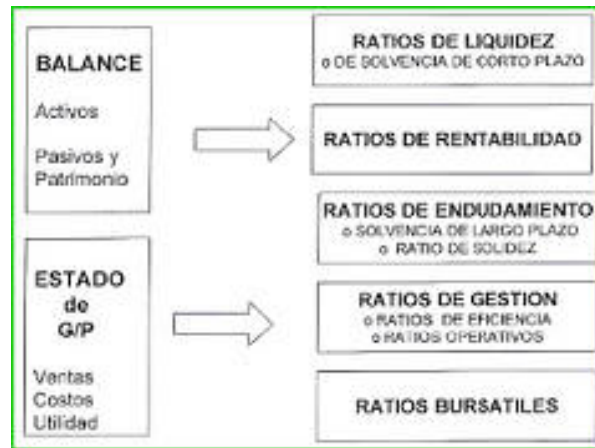 BALANCE
Activos
Pasivos y
Patrimonio
ESTADO
de
G/P
Ventas
Costos
Utilidad
RATIOS DE LIQUIDEZ
o DE SOLVENCIA DE CORTO PLAZO
RATIOS DE RENTABILIDAD
RATIOS DE ENDUDAMIENTO
o SOLVENCIA DE LARGO PLAZO
o RATIO DE SOLIDEZ
RATIOS DE GESTION
o RATIOS DE EFICIENCIA
o RATIOS OPERATIVOS
RATIOS BURSATILES